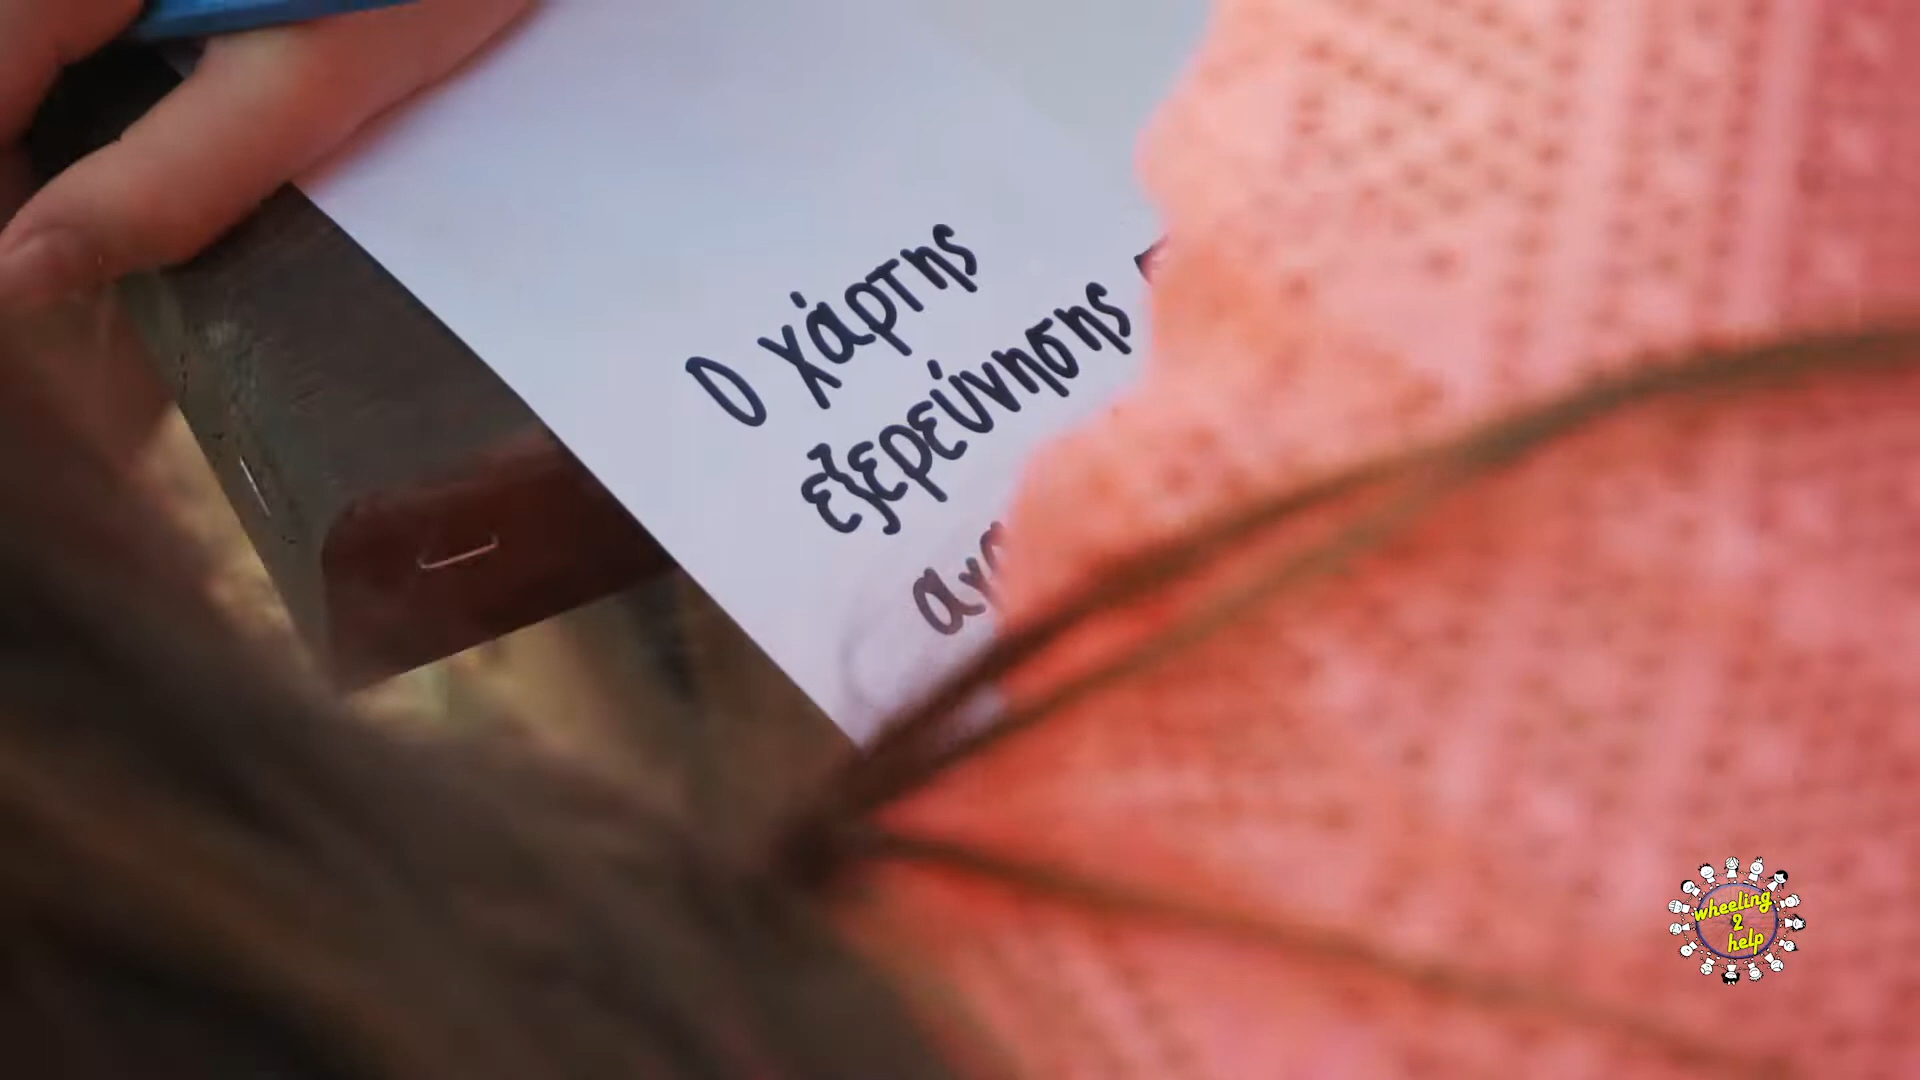 Ο χάρτης
εξερεύνησης
wheeling
2
help